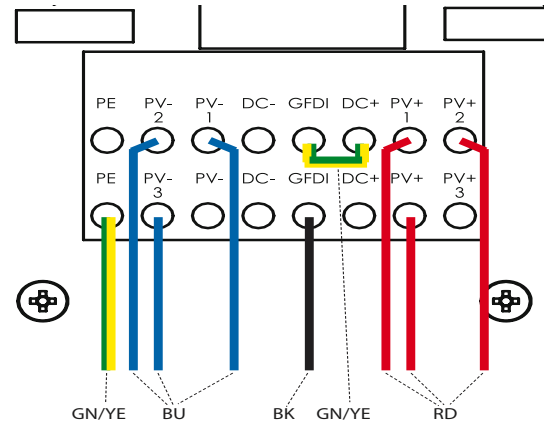 PE PV-2 PV-1 DC- GFDI DC+ PV+1 PV+2
PE PV-3 PV- DC- GFDI DC+ PV+ PV+3
GN/YE BU BK GN/YE RD